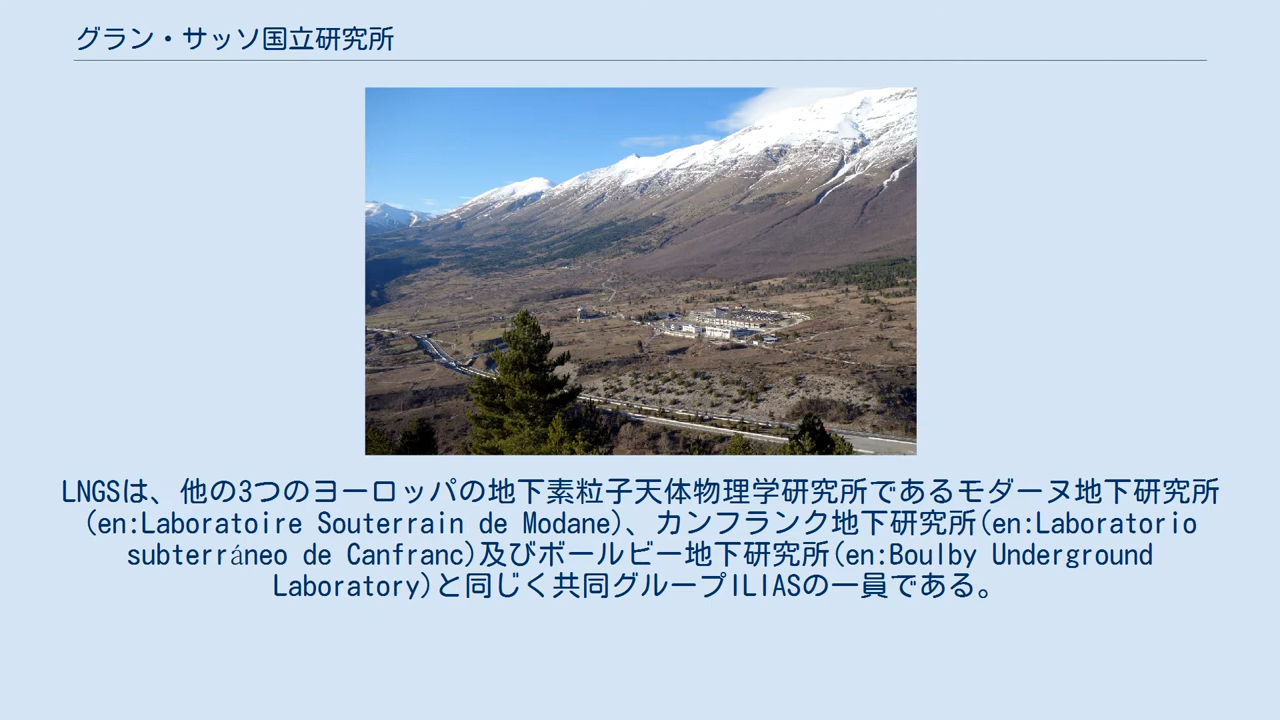 グラン・サッソ国立研究所
LNGSは、他の3つのヨーロッパの地下素粒子天体物理学研究所であるモダーヌ地下研究所
(en:Laboratoire Souterrain de Modane)、カンフランク地下研究所(en:Laboratorio
subterráneo de Canfranc)及びボールビー地下研究所(en:Boulby Underground
Laboratory)と同じく共同グループILIASの一員である。